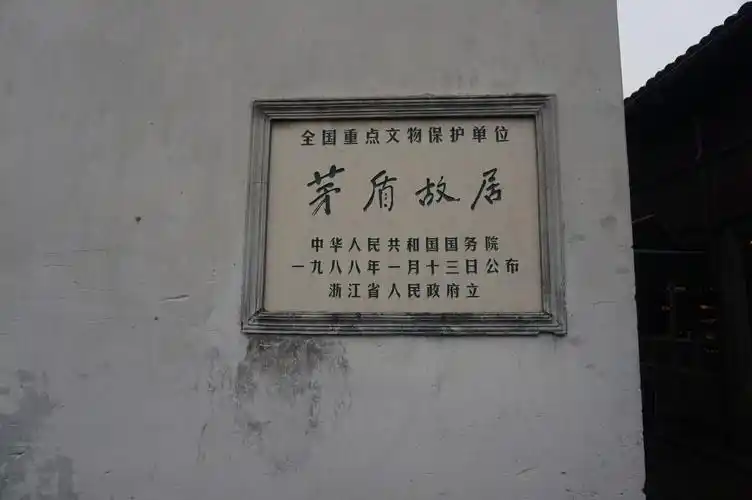 全国重点文物保护单位
茅盾故居
中华人民共和国国务院
一九八八年一月十三日公布
浙江省人民政府立